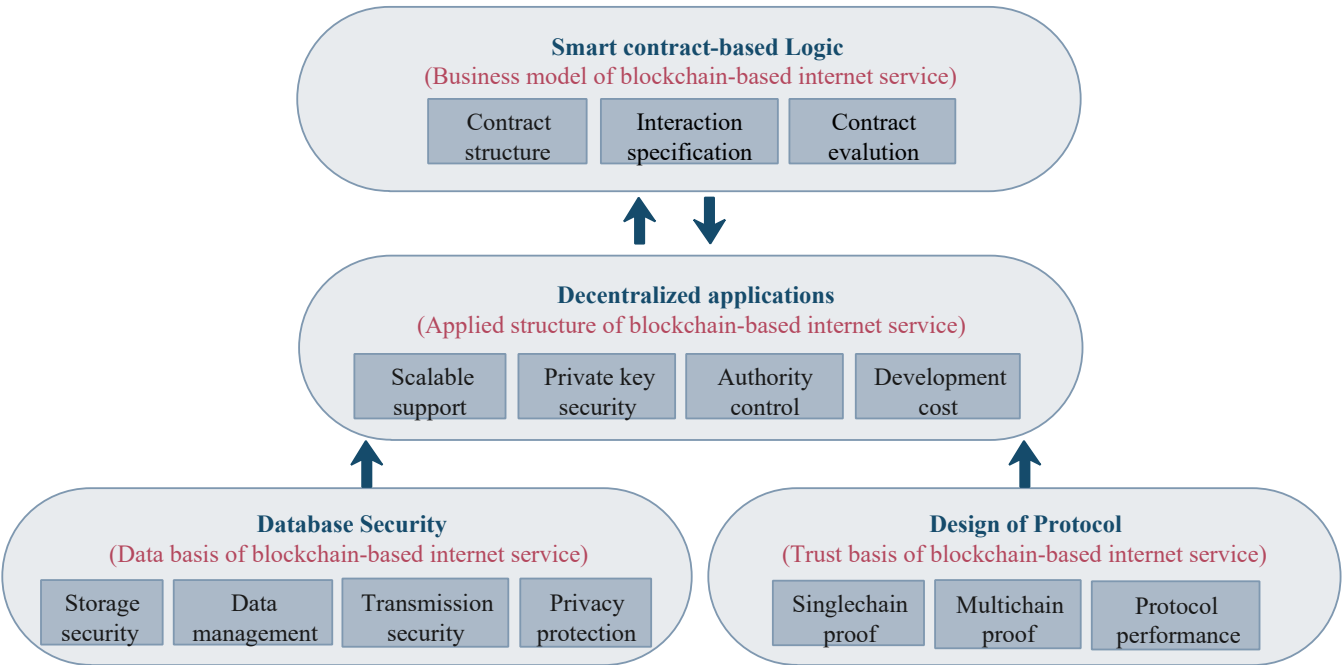 Smart contract-based Logic
(Business model of blockchain-based internet service)
Contract
structure
Interaction
specification
Contract
evalution
Decentralized applications
(Applied structure of blockchain-based internet service)
Scalable
support
Private key
security
Authority
control
Development
cost
Database Security
(Data basis of blockchain-based internet service)
Storage
security
Data
management
Transmission
security
Privacy
protection
Design of Protocol
(Trust basis of blockchain-based internet service)
Singlechain
proof
Multichain
proof
Protocol
performance